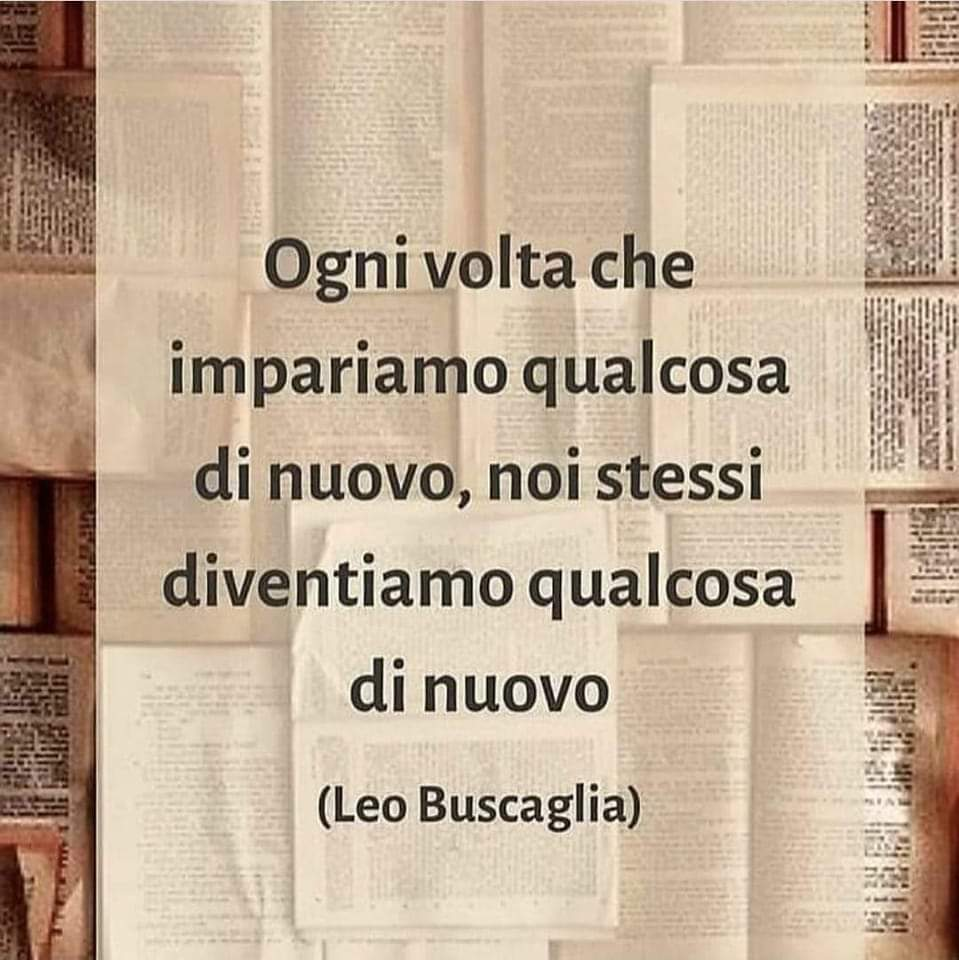 Ogni volta che
impariamo qualcosa
di nuovo, noi stessi
diventiamo qualcosa
di nuovo
(Leo Buscaglia)